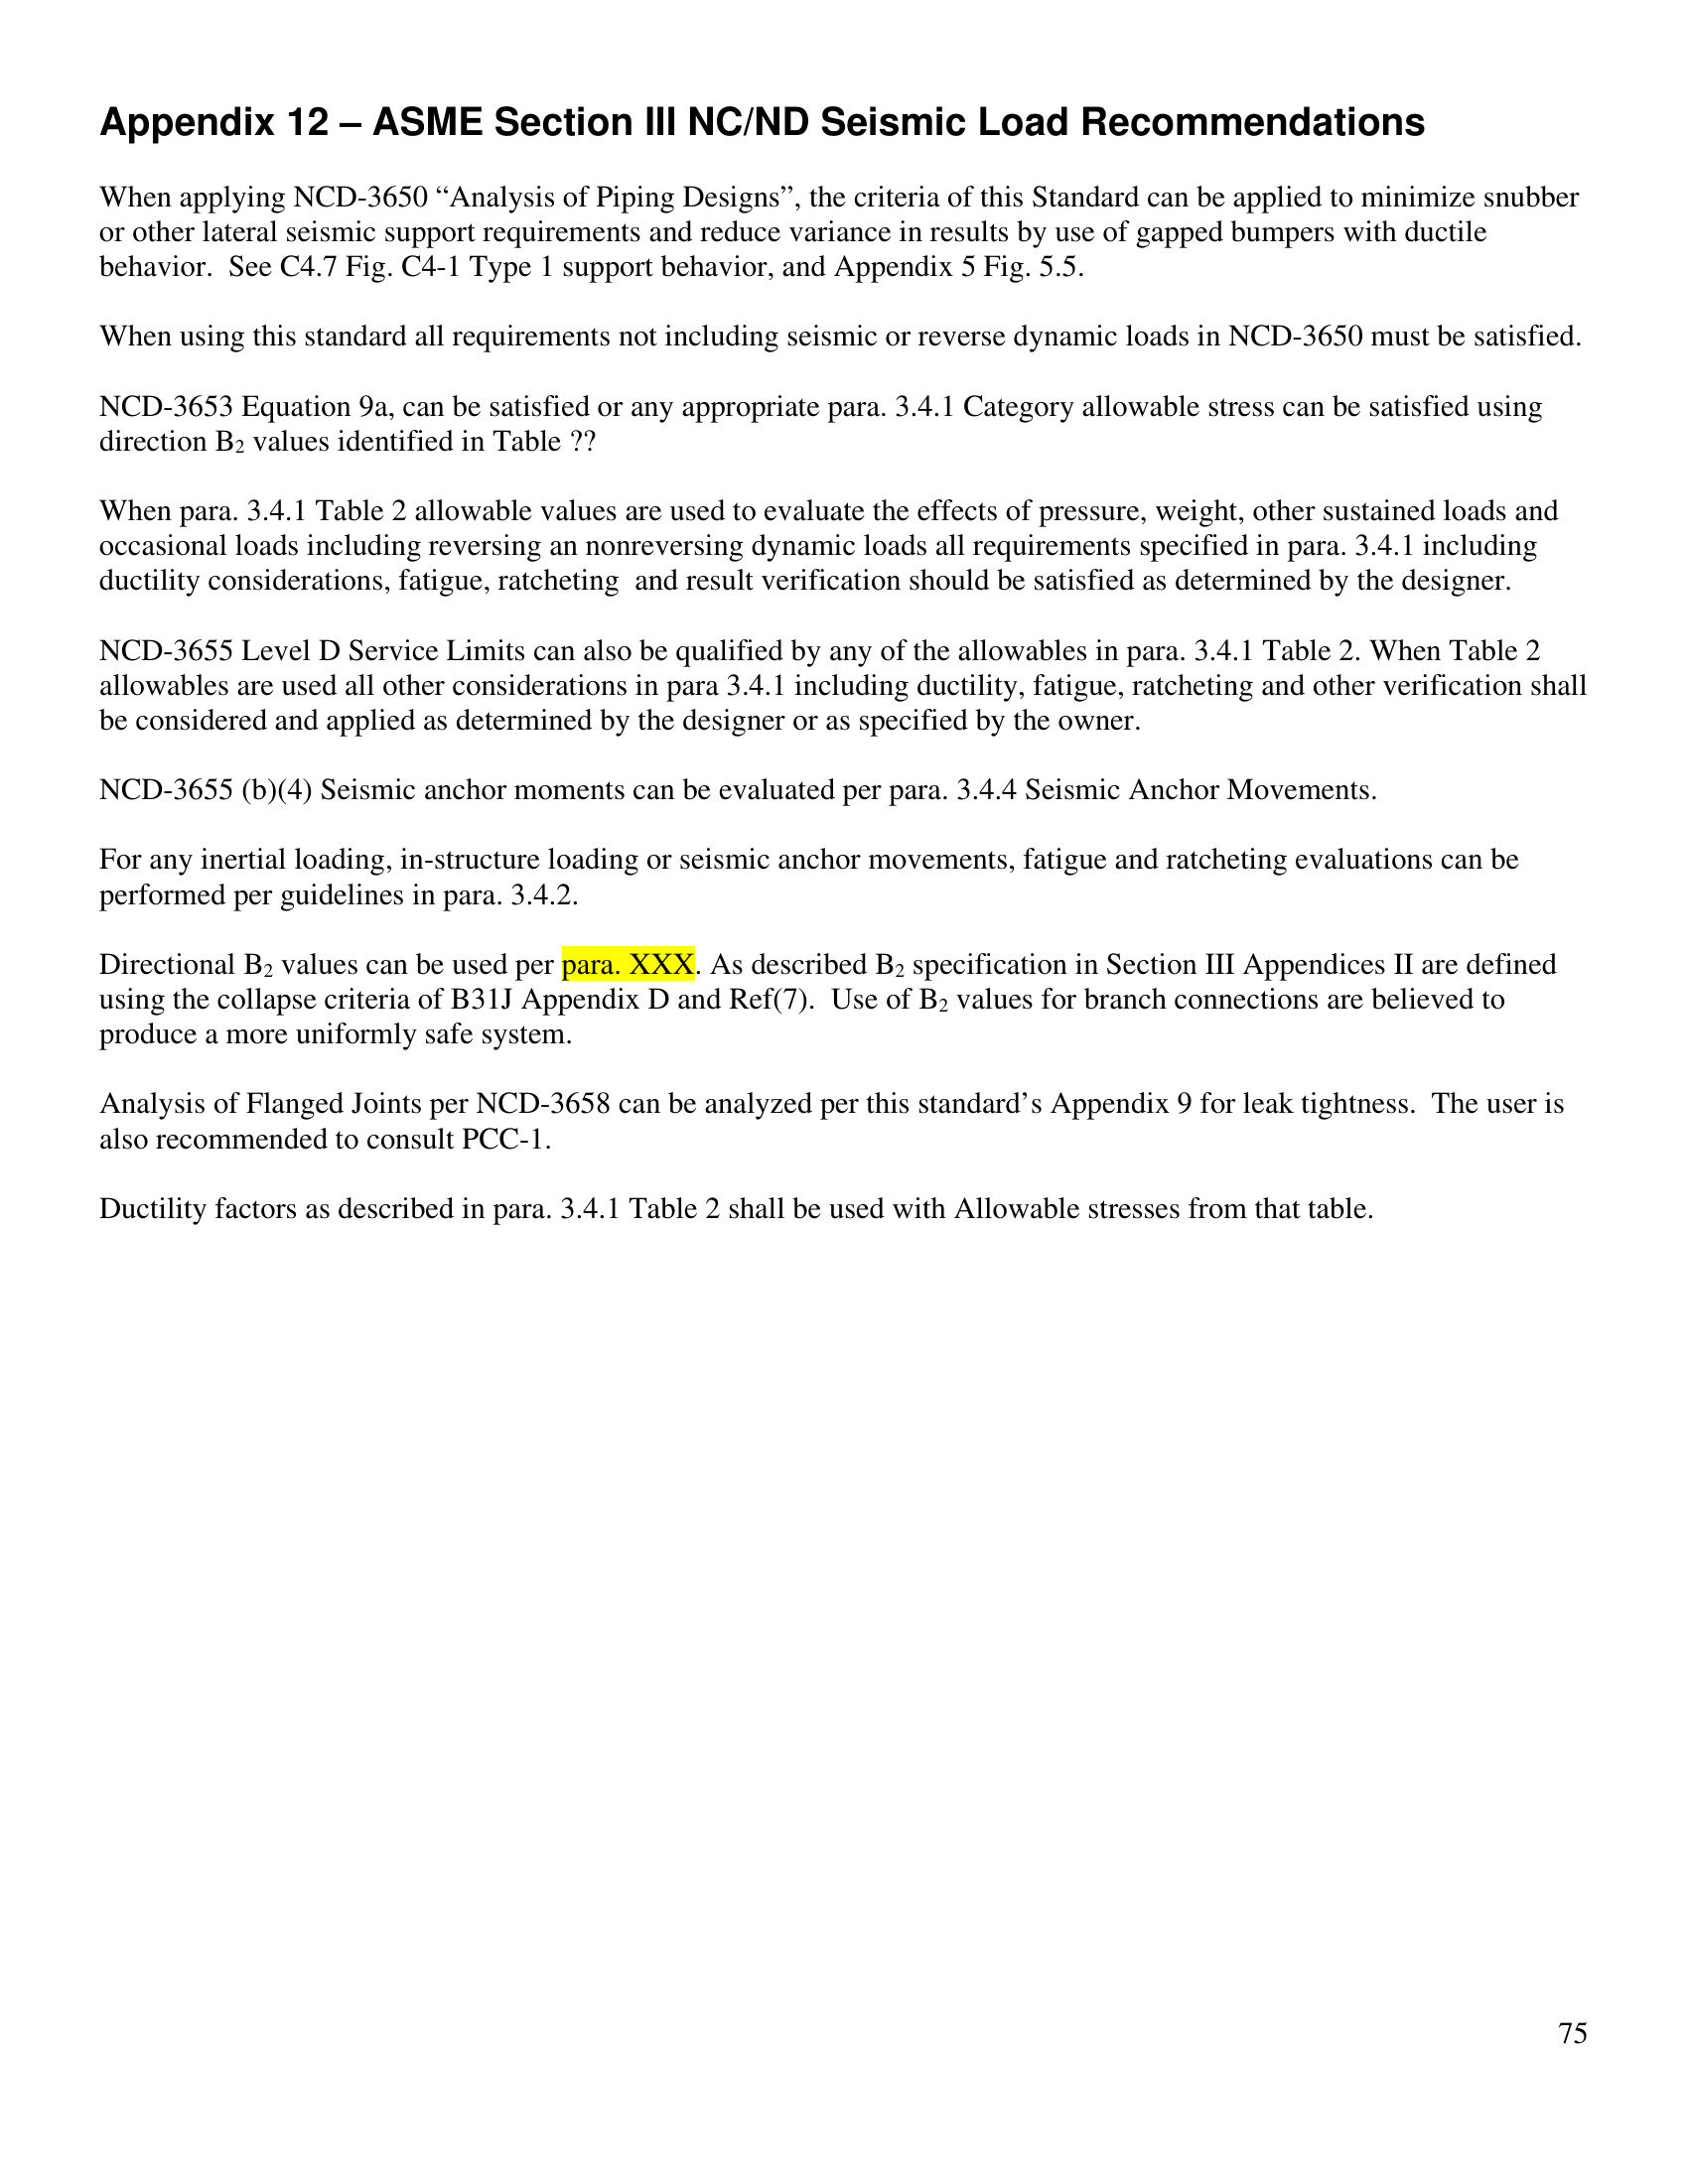 Appendix 12 – ASME Section III NC/ND Seismic Load Recommendations
When applying NCD-3650 “Analysis of Piping Designs”, the criteria of this Standard can be applied to minimize snubber
or other lateral seismic support requirements and reduce variance in results by use of gapped bumpers with ductile
behavior.  See C4.7 Fig. C4-1 Type 1 support behavior, and Appendix 5 Fig. 5.5.
When using this standard all requirements not including seismic or reverse dynamic loads in NCD-3650 must be satisfied.
NCD-3653 Equation 9a, can be satisfied or any appropriate para. 3.4.1 Category allowable stress can be satisfied using
direction B₂ values identified in Table ??
When para. 3.4.1 Table 2 allowable values are used to evaluate the effects of pressure, weight, other sustained loads and
occasional loads including reversing an nonreversing dynamic loads all requirements specified in para. 3.4.1 including
ductility considerations, fatigue, ratcheting  and result verification should be satisfied as determined by the designer.
NCD-3655 Level D Service Limits can also be qualified by any of the allowables in para. 3.4.1 Table 2. When Table 2
allowables are used all other considerations in para 3.4.1 including ductility, fatigue, ratcheting and other verification shall
be considered and applied as determined by the designer or as specified by the owner.
NCD-3655 (b)(4) Seismic anchor moments can be evaluated per para. 3.4.4 Seismic Anchor Movements.
For any inertial loading, in-structure loading or seismic anchor movements, fatigue and ratcheting evaluations can be
performed per guidelines in para. 3.4.2.
Directional B₂ values can be used per para. XXX. As described B₂ specification in Section III Appendices II are defined
using the collapse criteria of B31J Appendix D and Ref(7).  Use of B₂ values for branch connections are believed to
produce a more uniformly safe system.
Analysis of Flanged Joints per NCD-3658 can be analyzed per this standard’s Appendix 9 for leak tightness.  The user is
also recommended to consult PCC-1.
Ductility factors as described in para. 3.4.1 Table 2 shall be used with Allowable stresses from that table.
75